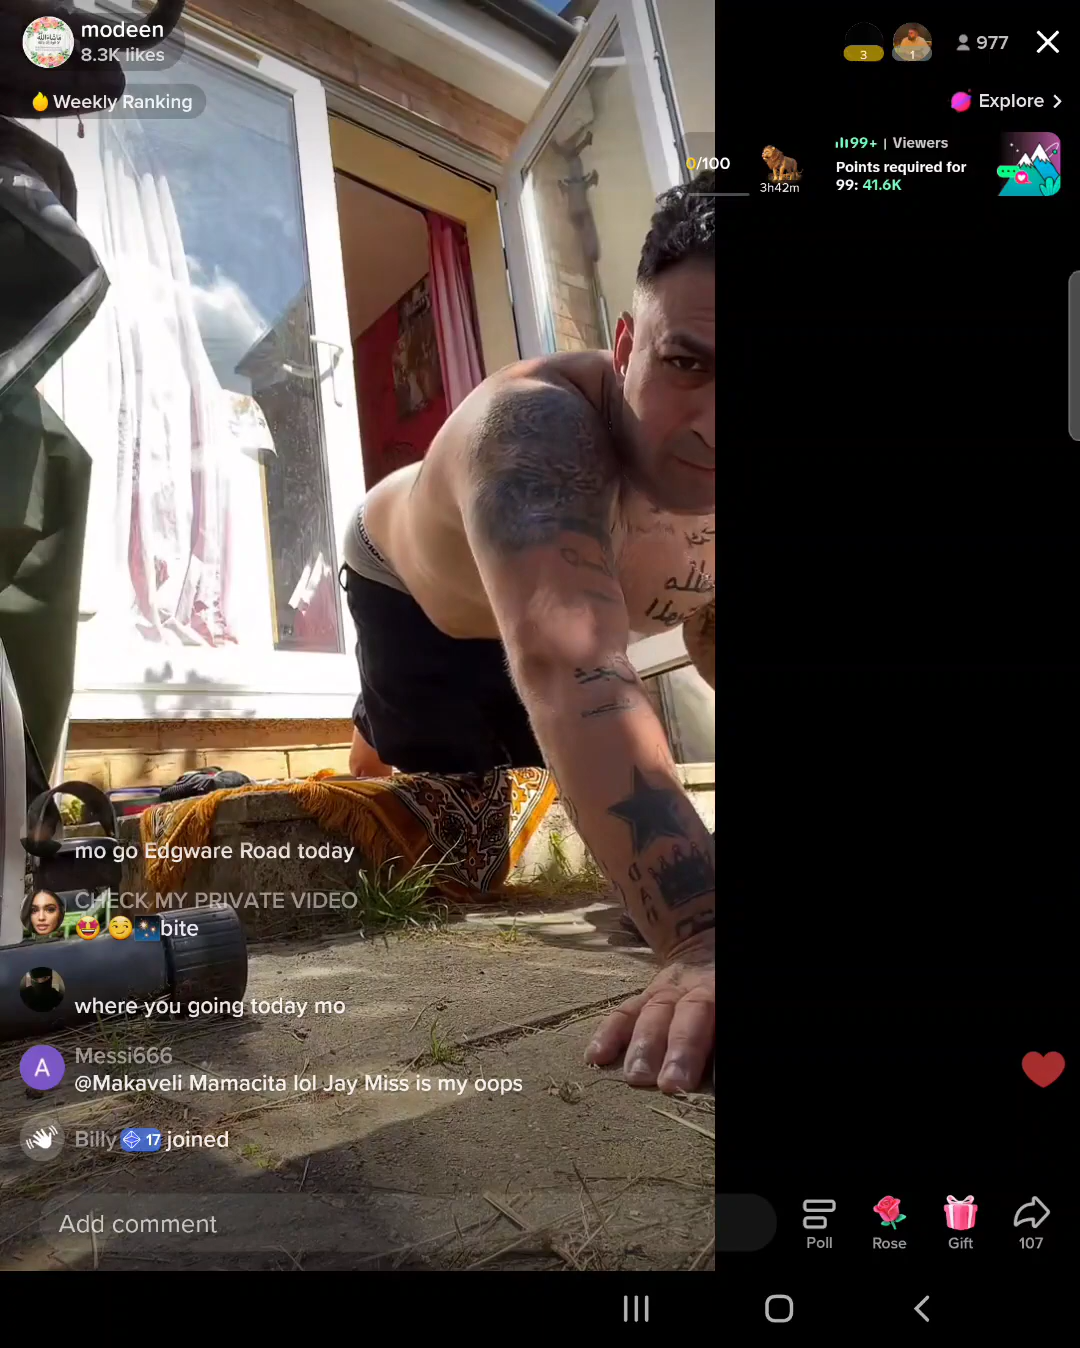 modeen
8.3K likes
3
1
977
Weekly Ranking
Explore
0/100
3h42m
99+ | Viewers
Points required for
99: 41.6K
mo go Edgware Road today
CHECK MY PRIVATE VIDEO
🤩 😏🎇bite
where you going today mo
A
Messi666
@Makaveli Mamacita lol Jay Miss is my oops
Billy 17 joined
Add comment
Poll
Rose
Gift
107